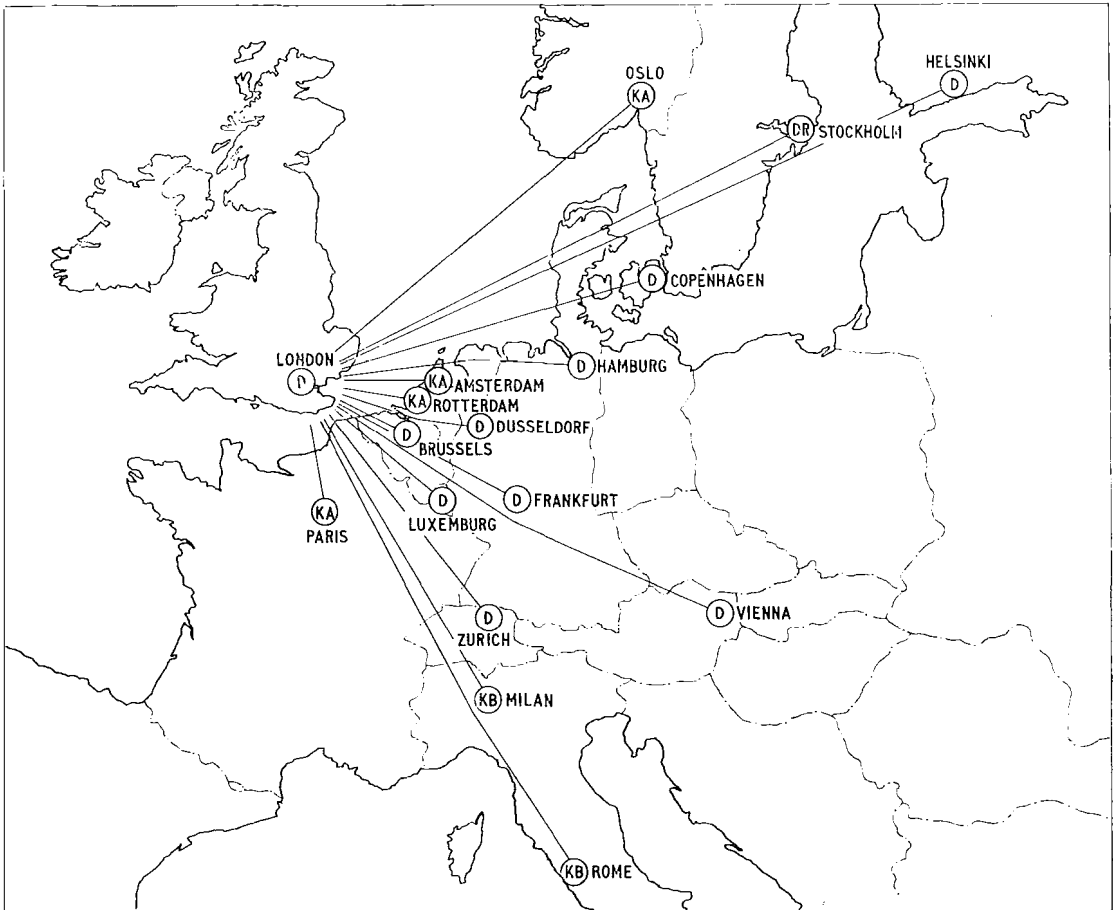 OSLO
KA
HELSINKI
D
DR STOCKHOLM
D COPENHAGEN
LONDON
D
D HAMBURG
KA AMSTERDAM
KA ROTTERDAM
D DUSSELDORF
D
BRUSSELS
D FRANKFURT
D
LUXEMBURG
KA
PARIS
D VIENNA
D
ZURICH
KB MILAN
KB ROME